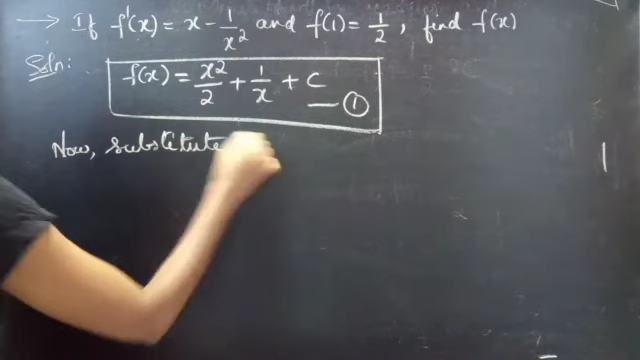 → If f'(x) = x - 1/x² and f(1) = 1/2, find f(x)
Soln:
f(x) = x²/2 + 1/x + C — ①
Now, substitute